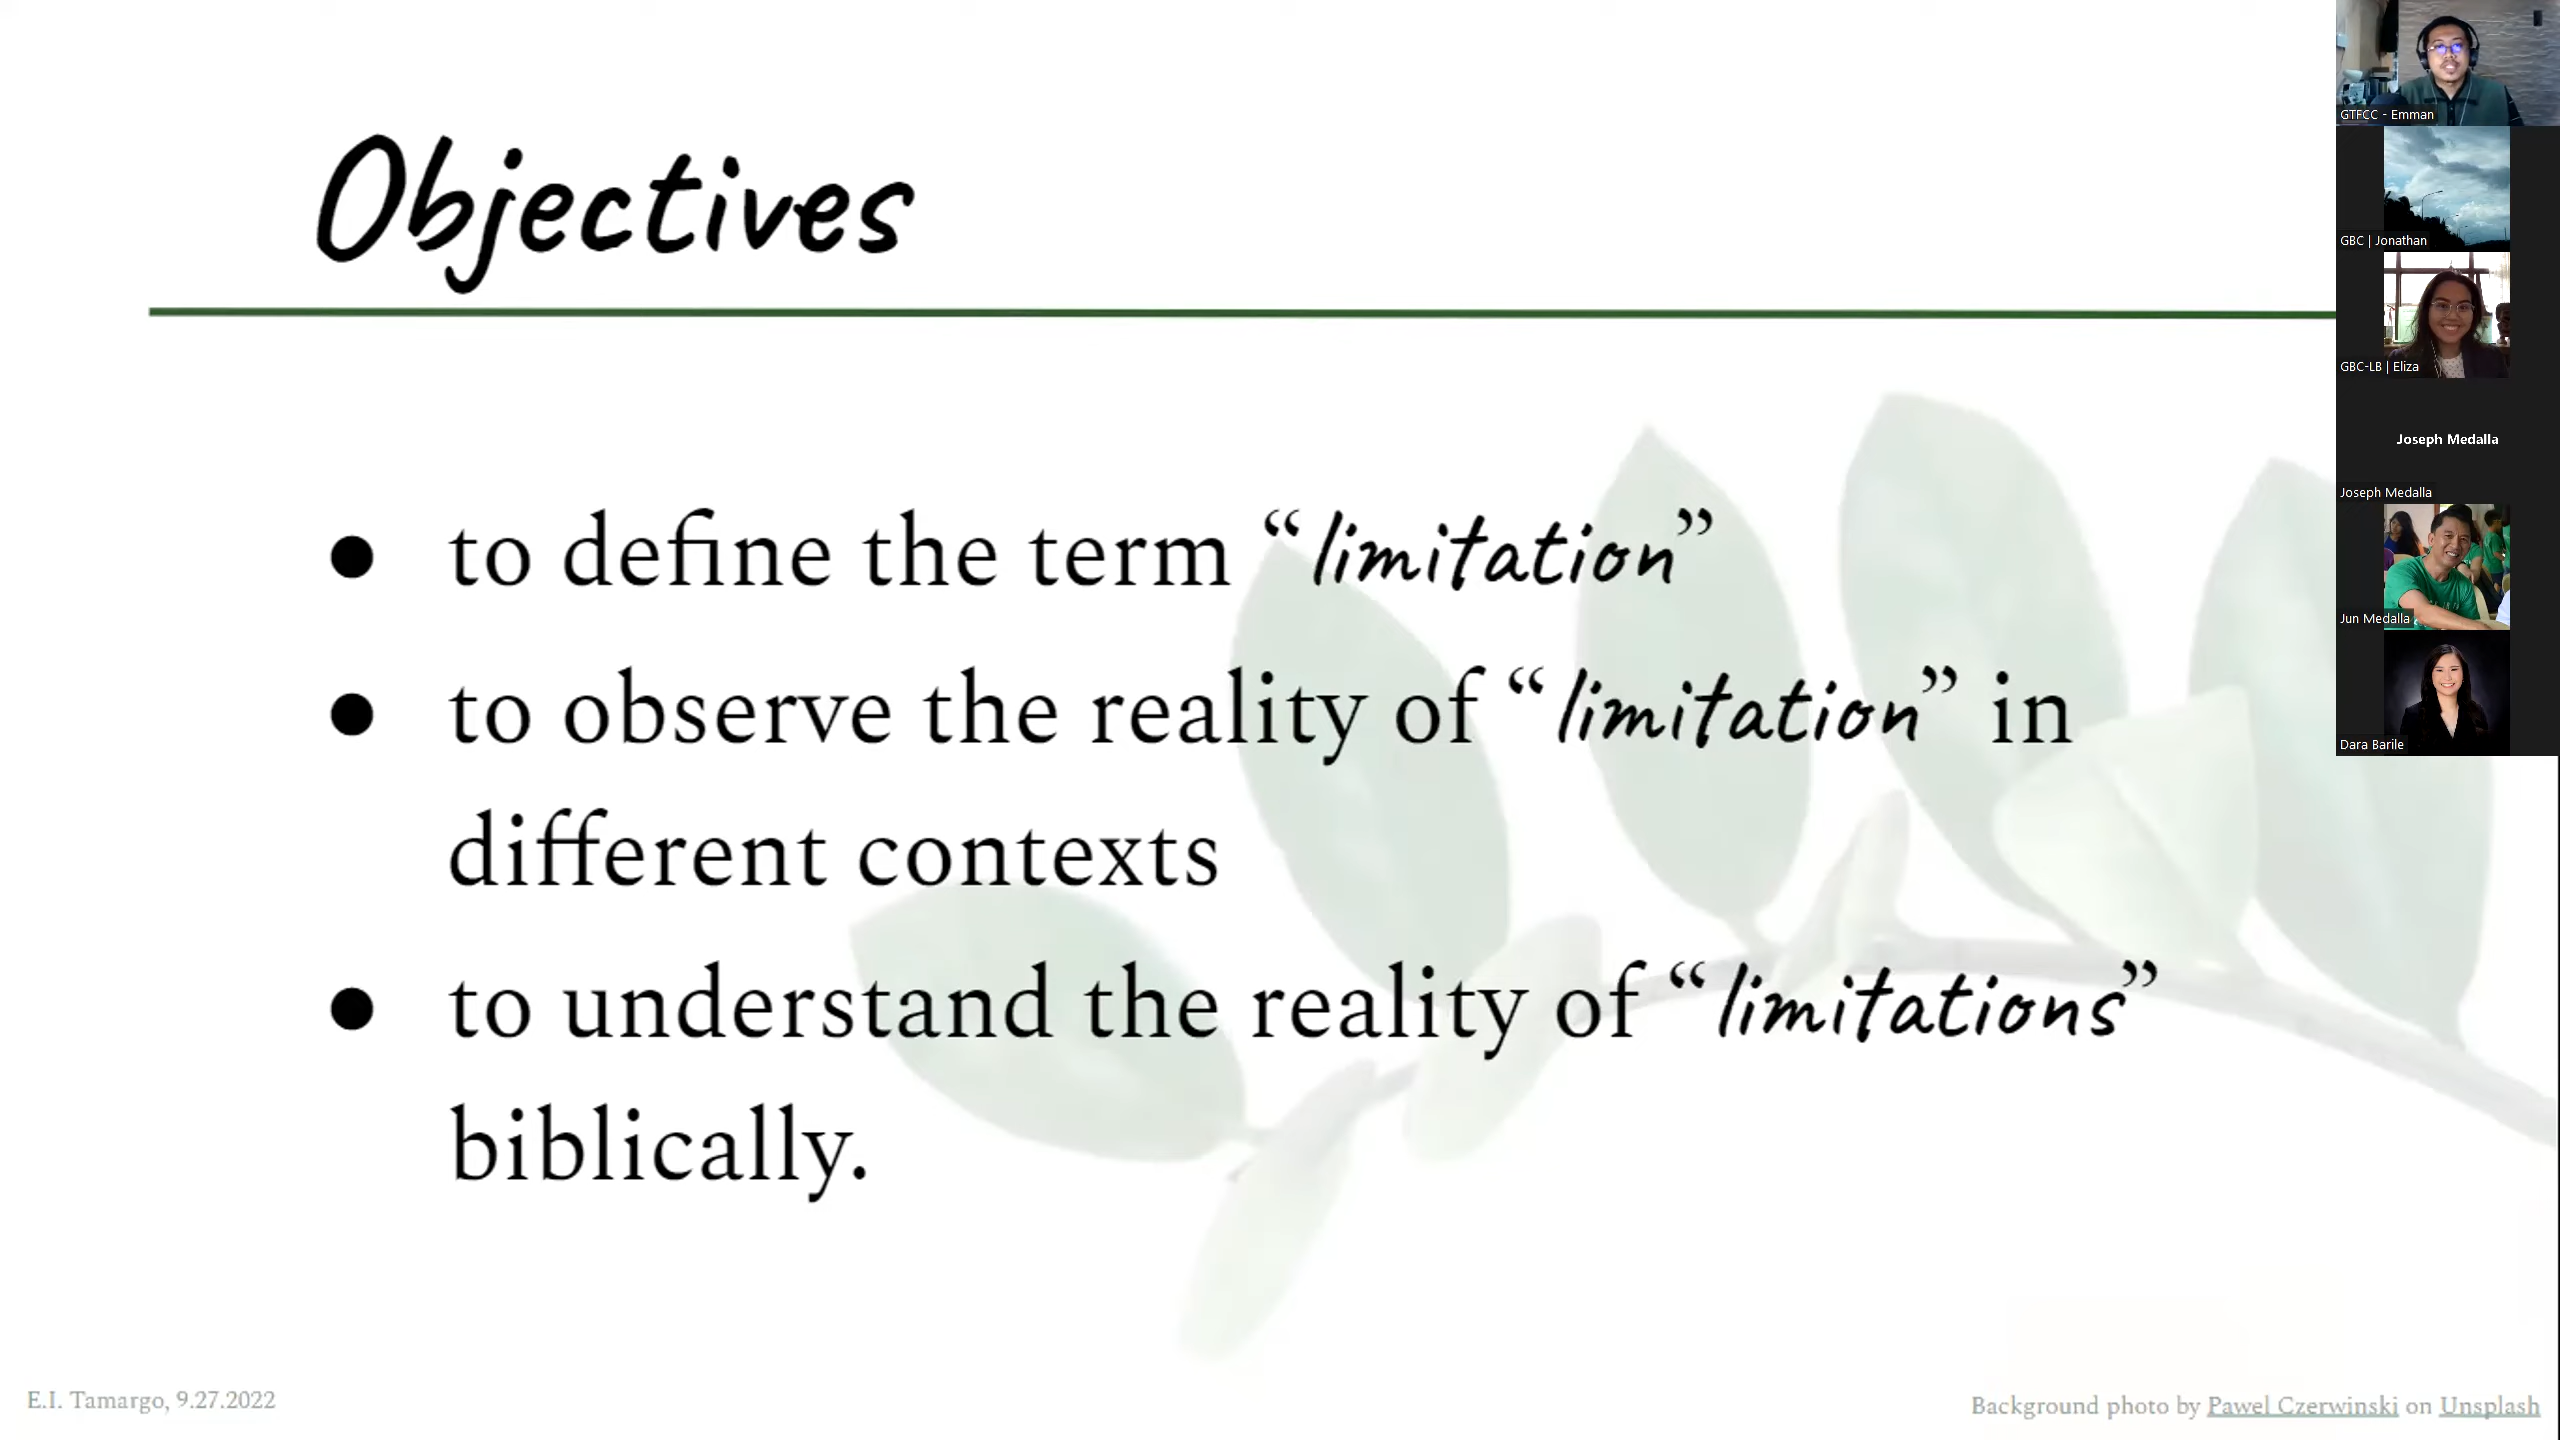 Objectives
● to define the term “limitation”
● to observe the reality of “limitation” in
different contexts
● to understand the reality of “limitations”
biblically.
E.I. Tamargo, 9.27.2022
Background photo by Pawel Czerwinski on Unsplash
GTFCC - Emman
GBC | Jonathan
GBC-LB | Eliza
Joseph Medalla
Joseph Medalla
Jun Medalla
Dara Barile